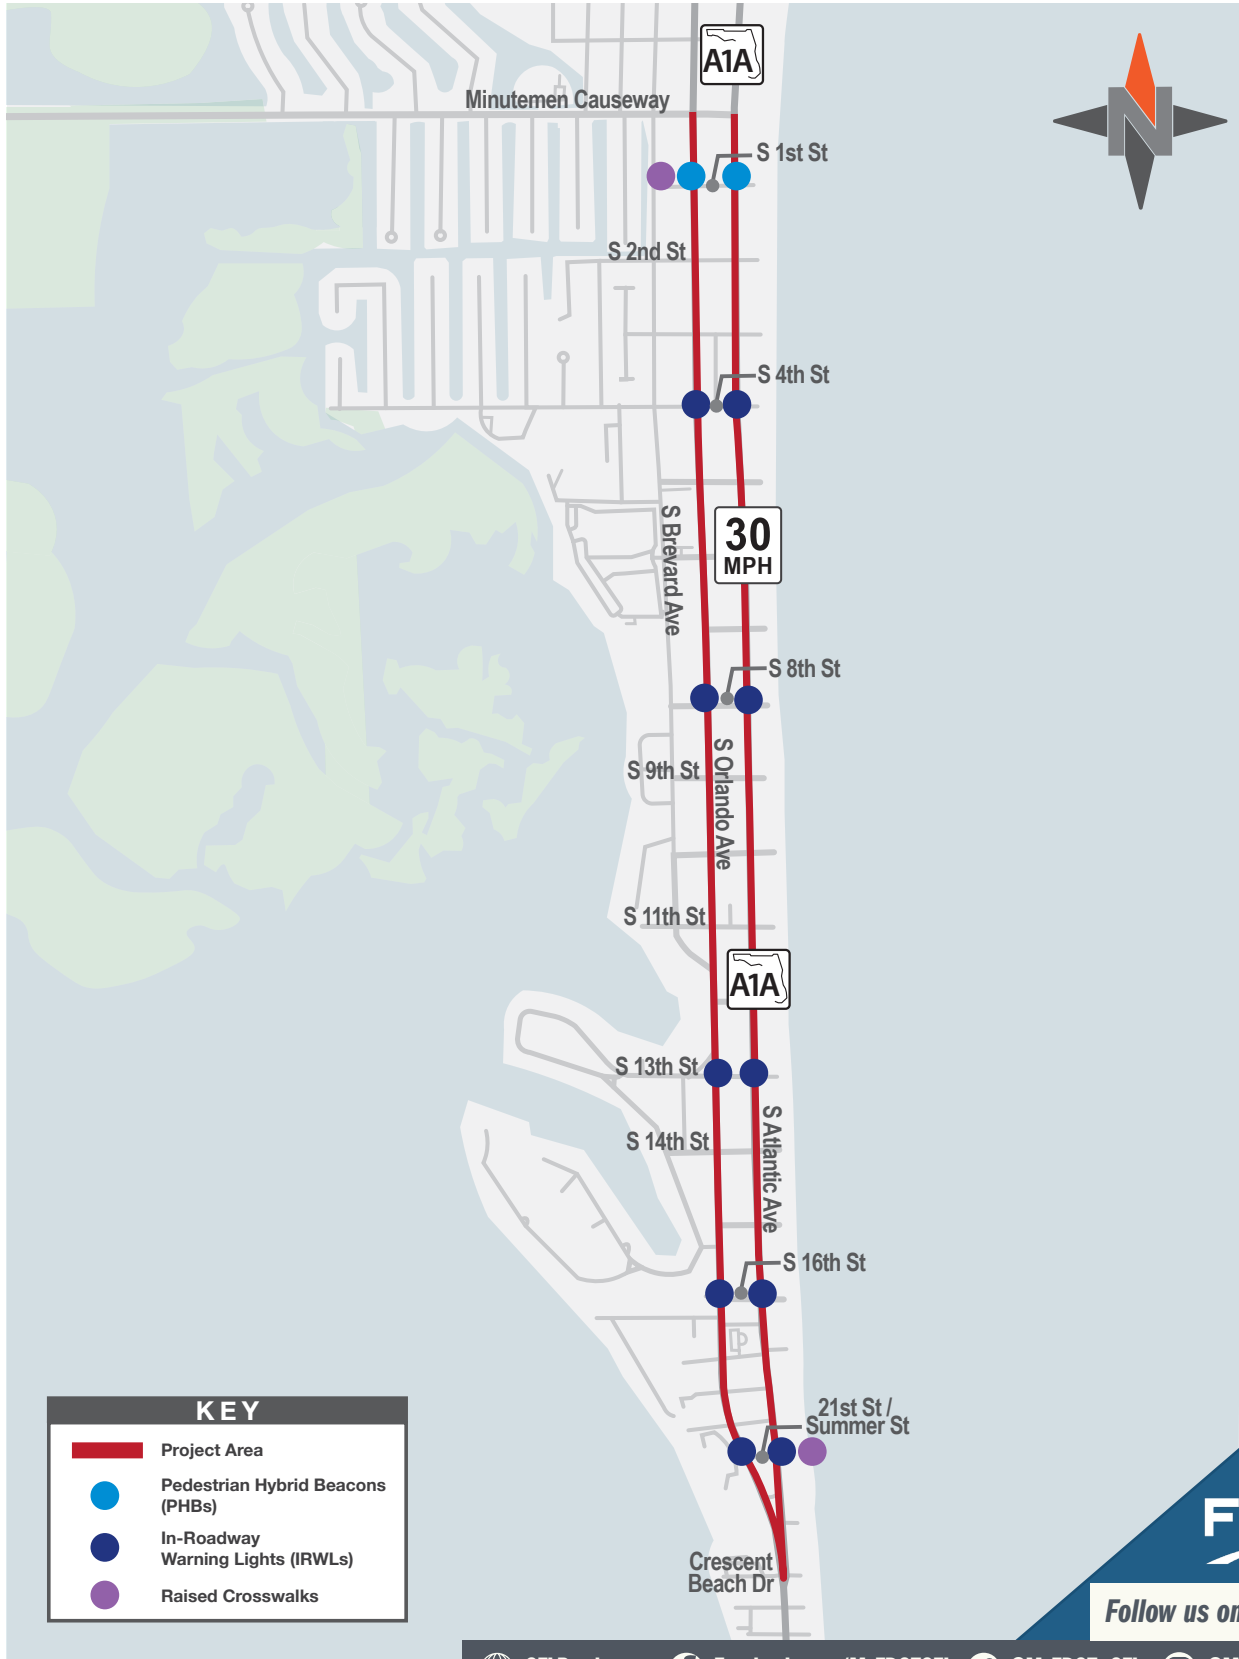 A1A
Minutemen Causeway
S 1st St
S 2nd St
S 4th St
S Brevard Ave
30
MPH
S 8th St
S Orlando Ave
S 9th St
S 11th St
A1A
S 13th St
S Atlantic Ave
S 14th St
S 16th St
21st St /
Summer St
Crescent
Beach Dr
N
KEY
Project Area
Pedestrian Hybrid Beacons
(PHBs)
In-Roadway
Warning Lights (IRWLs)
Raised Crosswalks
F
Follow us on